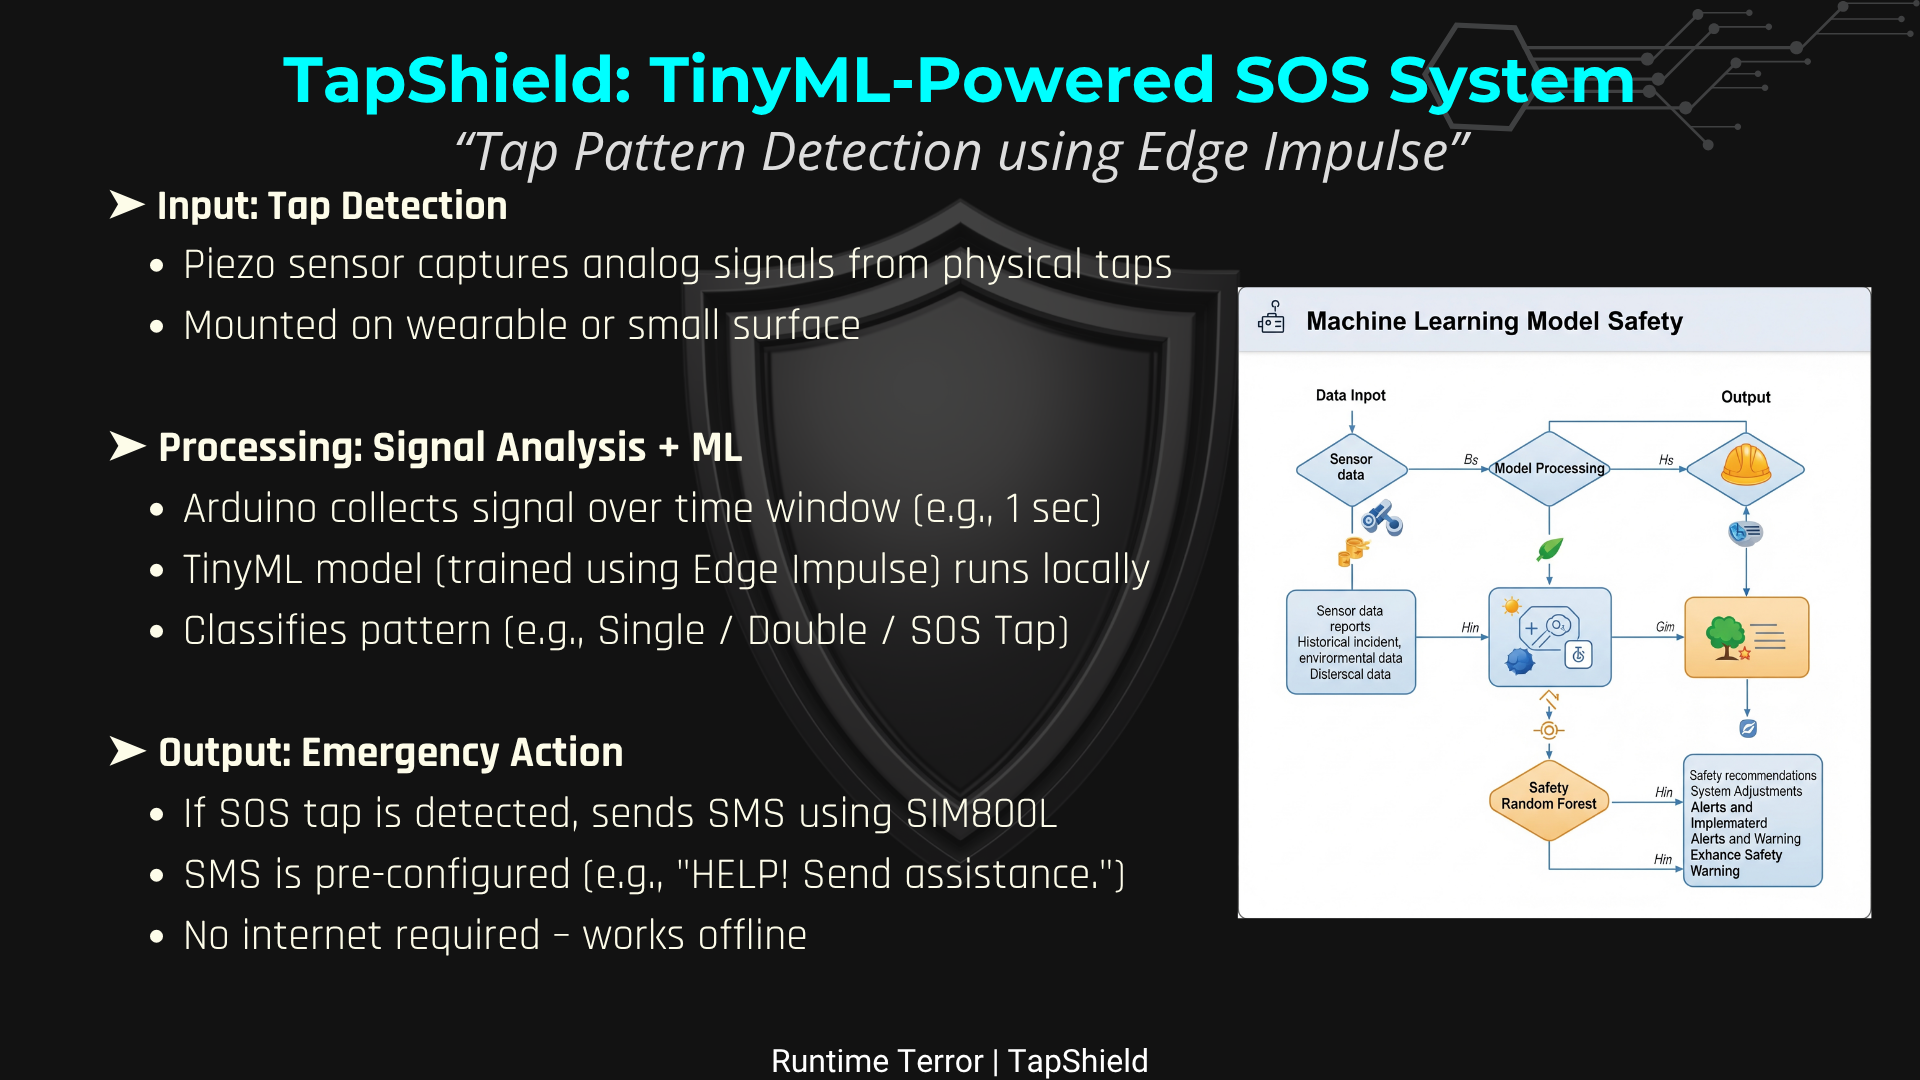 TapShield: TinyML-Powered SOS System
“Tap Pattern Detection using Edge Impulse”
➤ Input: Tap Detection
• Piezo sensor captures analog signals from physical taps
• Mounted on wearable or small surface
➤ Processing: Signal Analysis + ML
• Arduino collects signal over time window (e.g., 1 sec)
• TinyML model (trained using Edge Impulse) runs locally
• Classifies pattern (e.g., Single / Double / SOS Tap)
➤ Output: Emergency Action
• If SOS tap is detected, sends SMS using SIM800L
• SMS is pre-configured (e.g., "HELP! Send assistance.")
• No internet required – works offline
Machine Learning Model Safety
Data Inpot
Output
Sensor
data
Bs
Model Processing
Hs
Sensor data
reports
Historical incident,
envirormental data
Dislerscal data
Hin
Gim
Safety
Random Forest
Hin
Hin
Safety recommendations
System Adjustments
Alerts and
Implematerd
Alerts and Warning
Exhance Safety
Warning
Runtime Terror | TapShield